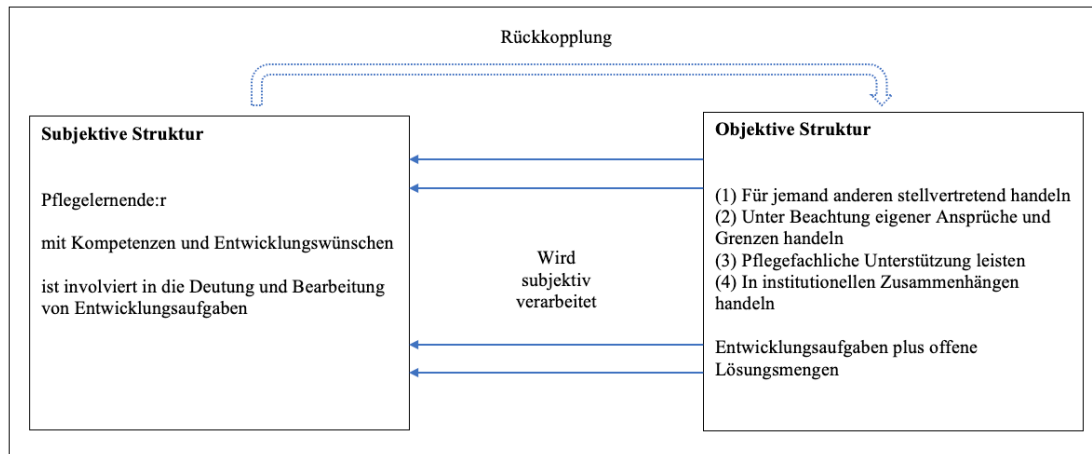 Rückkopplung
Subjektive Struktur
Pflegelernende:r
mit Kompetenzen und Entwicklungswünschen
ist involviert in die Deutung und Bearbeitung
von Entwicklungsaufgaben
Wird
subjektiv
verarbeitet
Objektive Struktur
(1) Für jemand anderen stellvertretend handeln
(2) Unter Beachtung eigener Ansprüche und
Grenzen handeln
(3) Pflegefachliche Unterstützung leisten
(4) In institutionellen Zusammenhängen
handeln
Entwicklungsaufgaben plus offene
Lösungsmengen